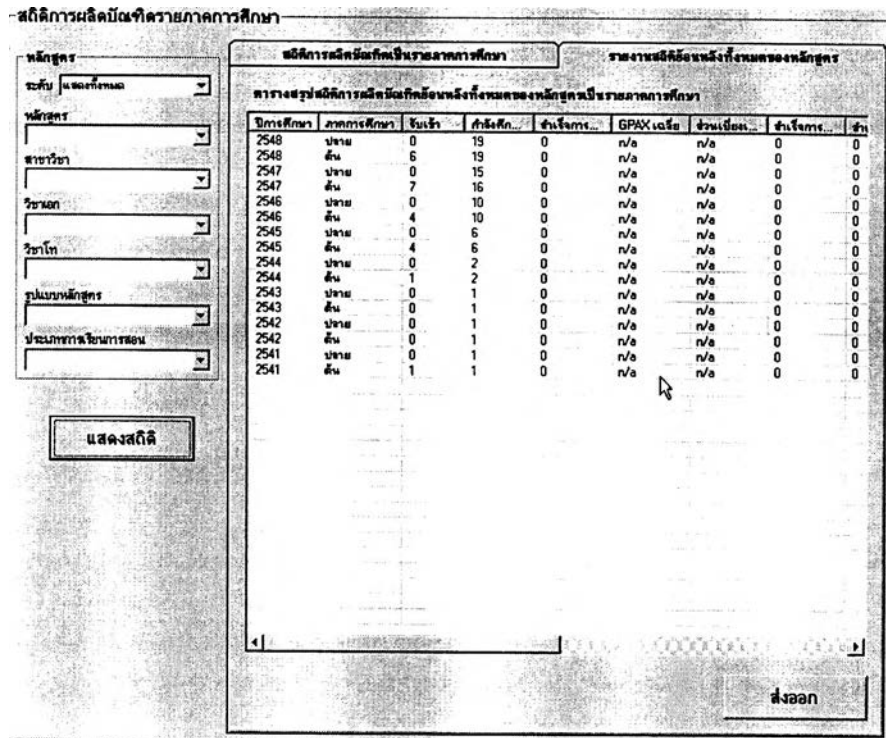 สถิติการผลิตบัณฑิตรายภาคการศึกษา
หลักสูตร
ระดับ แสดงทั้งหมด
หลักสูตร
สาขาวิชา
วิชาเอก
วิชาโท
รูปแบบหลักสูตร
ประเภทการเรียนการสอน
แสดงสถิติ
สถิติการผลิตบัณฑิตเป็นรายภาคการศึกษา รายงานสถิติย้อนหลังทั้งหมดของหลักสูตร
ตารางสรุปสถิติการผลิตบัณฑิตย้อนหลังทั้งหมดของหลักสูตรเป็นรายภาคการศึกษา
ปีการศึกษา ภาคการศึกษา รับเข้า กำลังศึก... สำเร็จการ... GPAX เฉลี่ย ส่วนเบี่ยงเ... สำเร็จการ... สำเ
2548 ปลาย 0 19 0 n/a n/a 0 0
2548 ต้น 6 19 0 n/a n/a 0 0
2547 ปลาย 0 15 0 n/a n/a 0 0
2547 ต้น 7 16 0 n/a n/a 0 0
2546 ปลาย 0 10 0 n/a n/a 0 0
2546 ต้น 4 10 0 n/a n/a 0 0
2545 ปลาย 0 6 0 n/a n/a 0 0
2545 ต้น 4 6 0 n/a n/a 0 0
2544 ปลาย 0 2 0 n/a n/a 0 0
2544 ต้น 1 2 0 n/a n/a 0 0
2543 ปลาย 0 1 0 n/a n/a 0 0
2543 ต้น 0 1 0 n/a n/a 0 0
2542 ปลาย 0 1 0 n/a n/a 0 0
2542 ต้น 0 1 0 n/a n/a 0 0
2541 ปลาย 0 1 0 n/a n/a 0 0
2541 ต้น 1 1 0 n/a n/a 0 0
ส่งออก